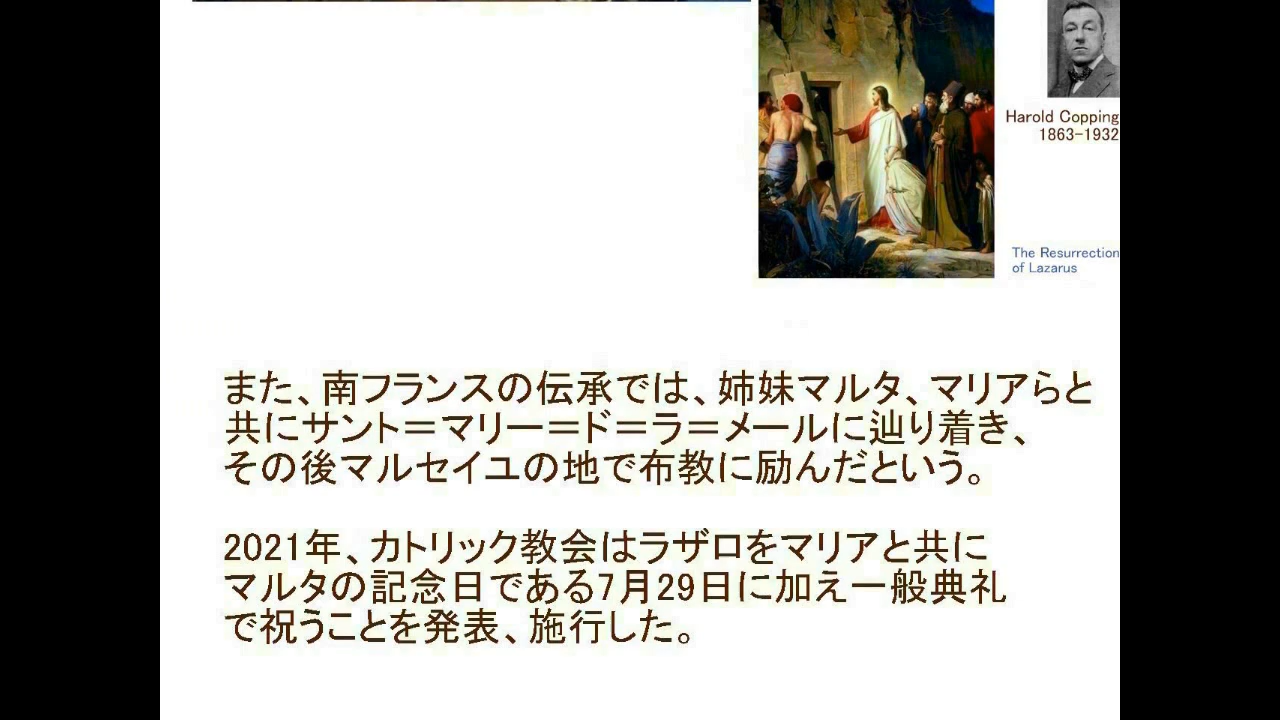 Harold Copping
1863-1932
The Resurrection
of Lazarus
また、南フランスの伝承では、姉妹マルタ、マリアらと
共にサント＝マリー＝ド＝ラ＝メールに辿り着き、
その後マルセイユの地で布教に励んだという。
2021年、カトリック教会はラザロをマリアと共に
マルタの記念日である7月29日に加え一般典礼
で祝うことを発表、施行した。